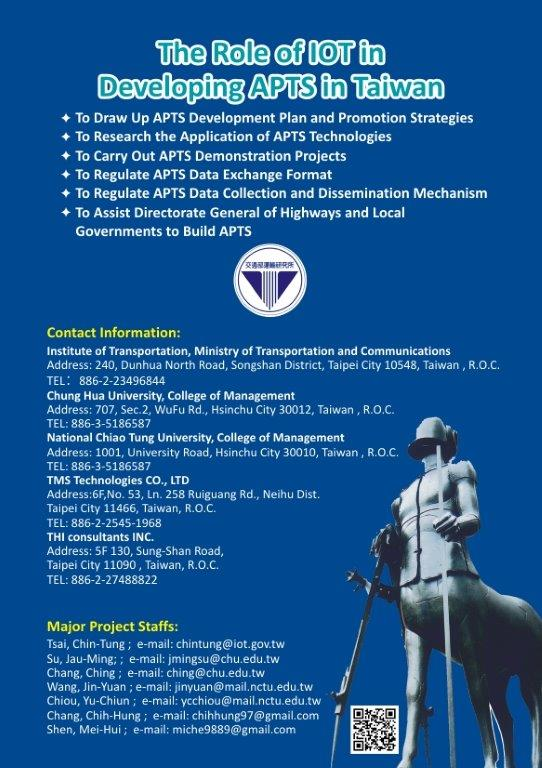 The Role of IOT in
Developing APTS in Taiwan
✦ To Draw Up APTS Development Plan and Promotion Strategies
✦ To Research the Application of APTS Technologies
✦ To Carry Out APTS Demonstration Projects
✦ To Regulate APTS Data Exchange Format
✦ To Regulate APTS Data Collection and Dissemination Mechanism
✦ To Assist Directorate General of Highways and Local
Governments to Build APTS
交通部運輸研究所
Contact Information:
Institute of Transportation, Ministry of Transportation and Communications
Address: 240, Dunhua North Road, Songshan District, Taipei City 10548, Taiwan , R.O.C.
TEL： 886-2-23496844
Chung Hua University, College of Management
Address: 707, Sec.2, WuFu Rd., Hsinchu City 30012, Taiwan , R.O.C.
TEL: 886-3-5186587
National Chiao Tung University, College of Management
Address: 1001, University Road, Hsinchu City 30010, Taiwan , R.O.C.
TEL: 886-3-5186587
TMS Technologies CO., LTD
Address:6F,No. 53, Ln. 258 Ruiguang Rd., Neihu Dist.
Taipei City 11466, Taiwan, R.O.C.
TEL: 886-2-2545-1968
THI consultants INC.
Address: 5F 130, Sung-Shan Road,
Taipei City 11090 , Taiwan, R.O.C.
TEL: 886-2-27488822
Major Project Staffs:
Tsai, Chin-Tung ;  e-mail: chintung@iot.gov.tw
Su, Jau-Ming; ;  e-mail: jmingsu@chu.edu.tw
Chang, Ching ;  e-mail: ching@chu.edu.tw
Wang, Jin-Yuan ; e-mail: jinyuan@mail.nctu.edu.tw
Chiou, Yu-Chiun ;  e-mail: ycchiou@mail.nctu.edu.tw
Chang, Chih-Hung ;  e-mail: chihhung97@gmail.com
Shen, Mei-Hui ;  e-mail: miche9889@gmail.com